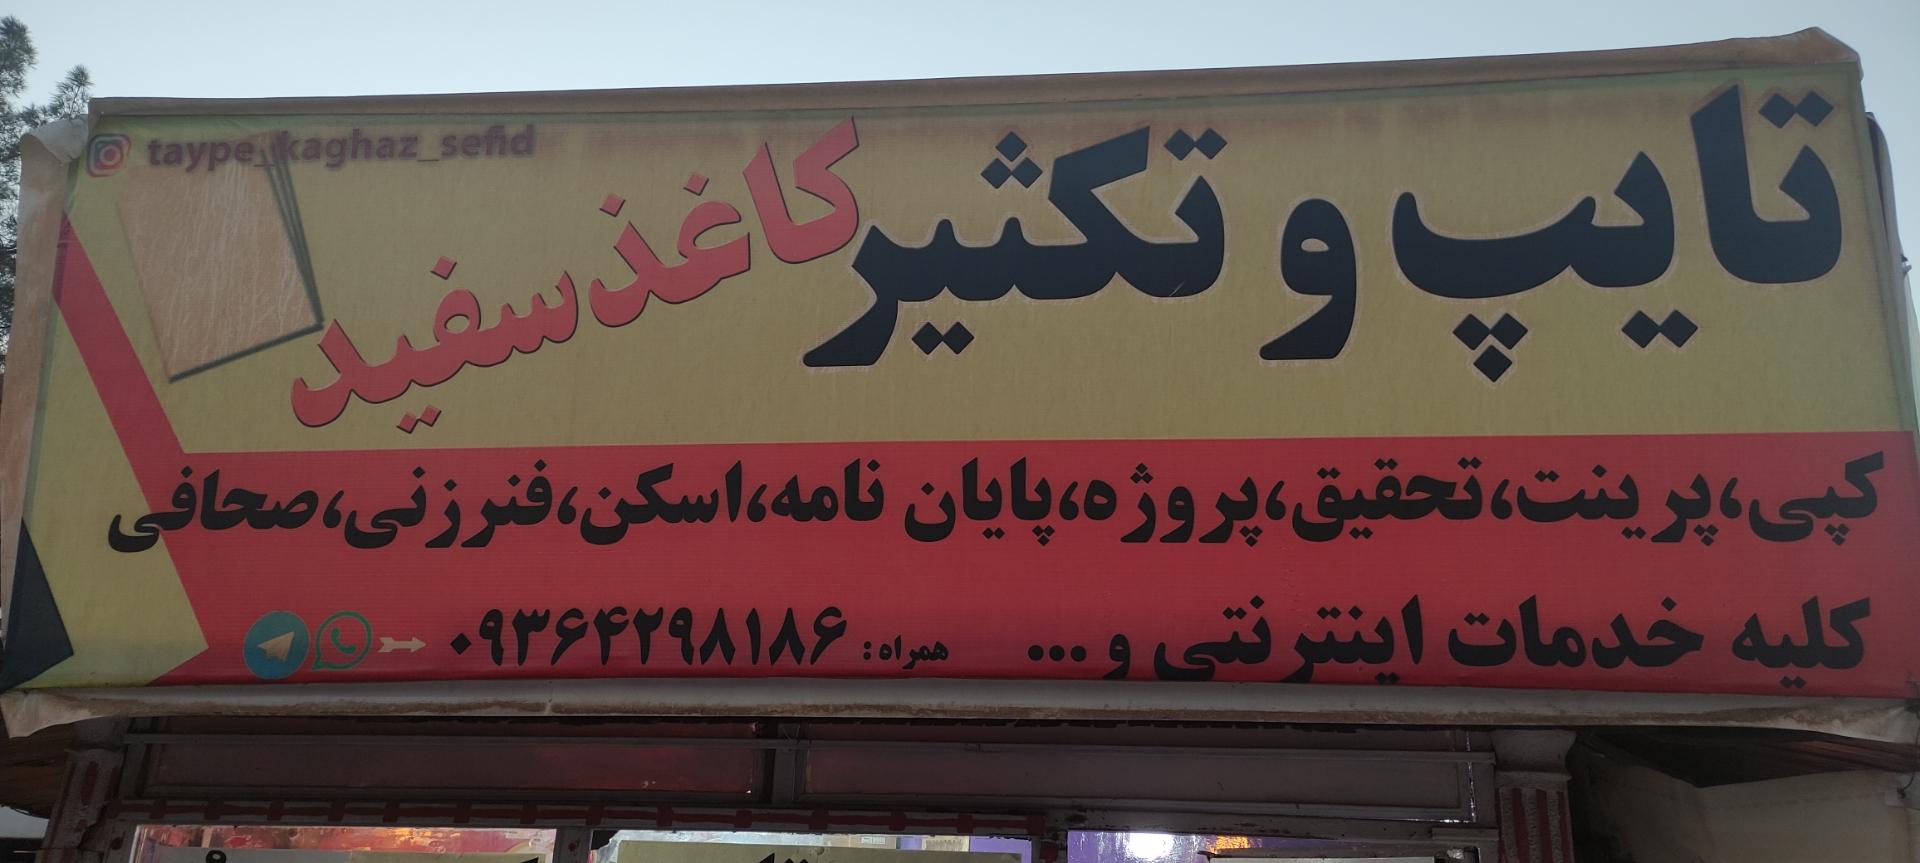 تایپ و تکثیر کاغذ سفید
taype_kaghaz_sefid
کپی،پرینت،تحقیق،پروژه،پایان نامه،اسکن،فنرزنی،صحافی
کلیه خدمات اینترنتی و...
همراه: ۰۹۳۶۴۲۹۸۱۸۶